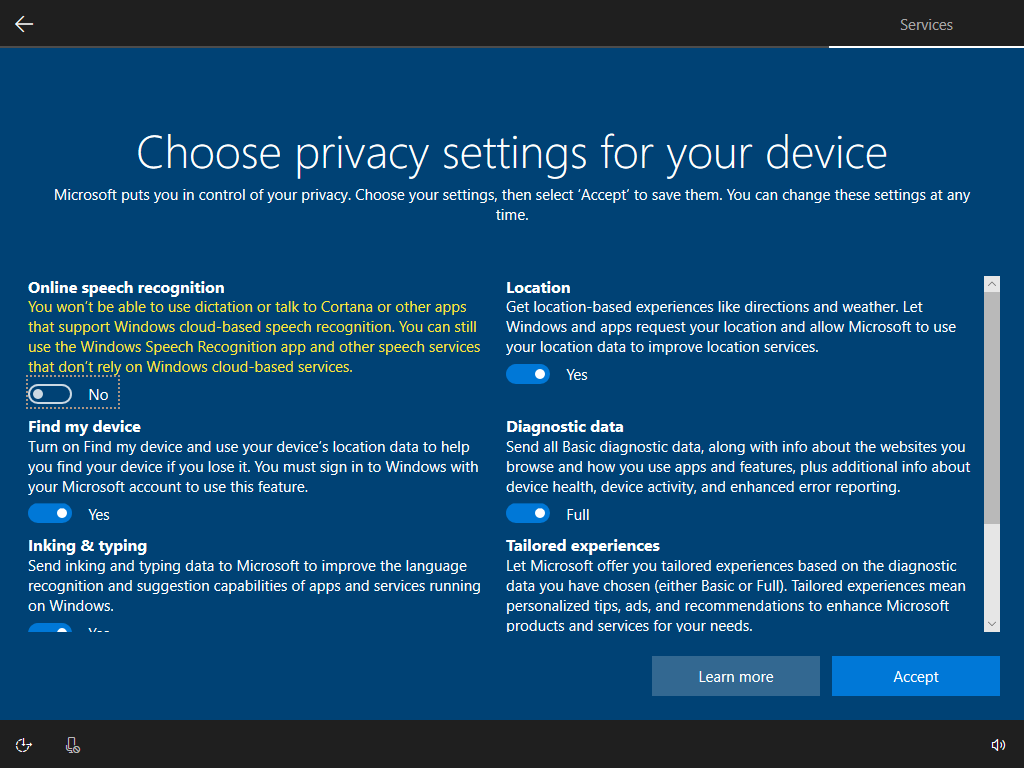 Services
Choose privacy settings for your device
Microsoft puts you in control of your privacy. Choose your settings, then select ‘Accept’ to save them. You can change these settings at any
time.
Online speech recognition
You won’t be able to use dictation or talk to Cortana or other apps
that support Windows cloud-based speech recognition. You can still
use the Windows Speech Recognition app and other speech services
that don’t rely on Windows cloud-based services.
No
Location
Get location-based experiences like directions and weather. Let
Windows and apps request your location and allow Microsoft to use
your location data to improve location services.
Yes
Find my device
Turn on Find my device and use your device’s location data to help
you find your device if you lose it. You must sign in to Windows with
your Microsoft account to use this feature.
Yes
Diagnostic data
Send all Basic diagnostic data, along with info about the websites you
browse and how you use apps and features, plus additional info about
device health, device activity, and enhanced error reporting.
Full
Inking & typing
Send inking and typing data to Microsoft to improve the language
recognition and suggestion capabilities of apps and services running
on Windows.
Yes
Tailored experiences
Let Microsoft offer you tailored experiences based on the diagnostic
data you have chosen (either Basic or Full). Tailored experiences mean
personalized tips, ads, and recommendations to enhance Microsoft
products and services for your needs.
Learn more
Accept